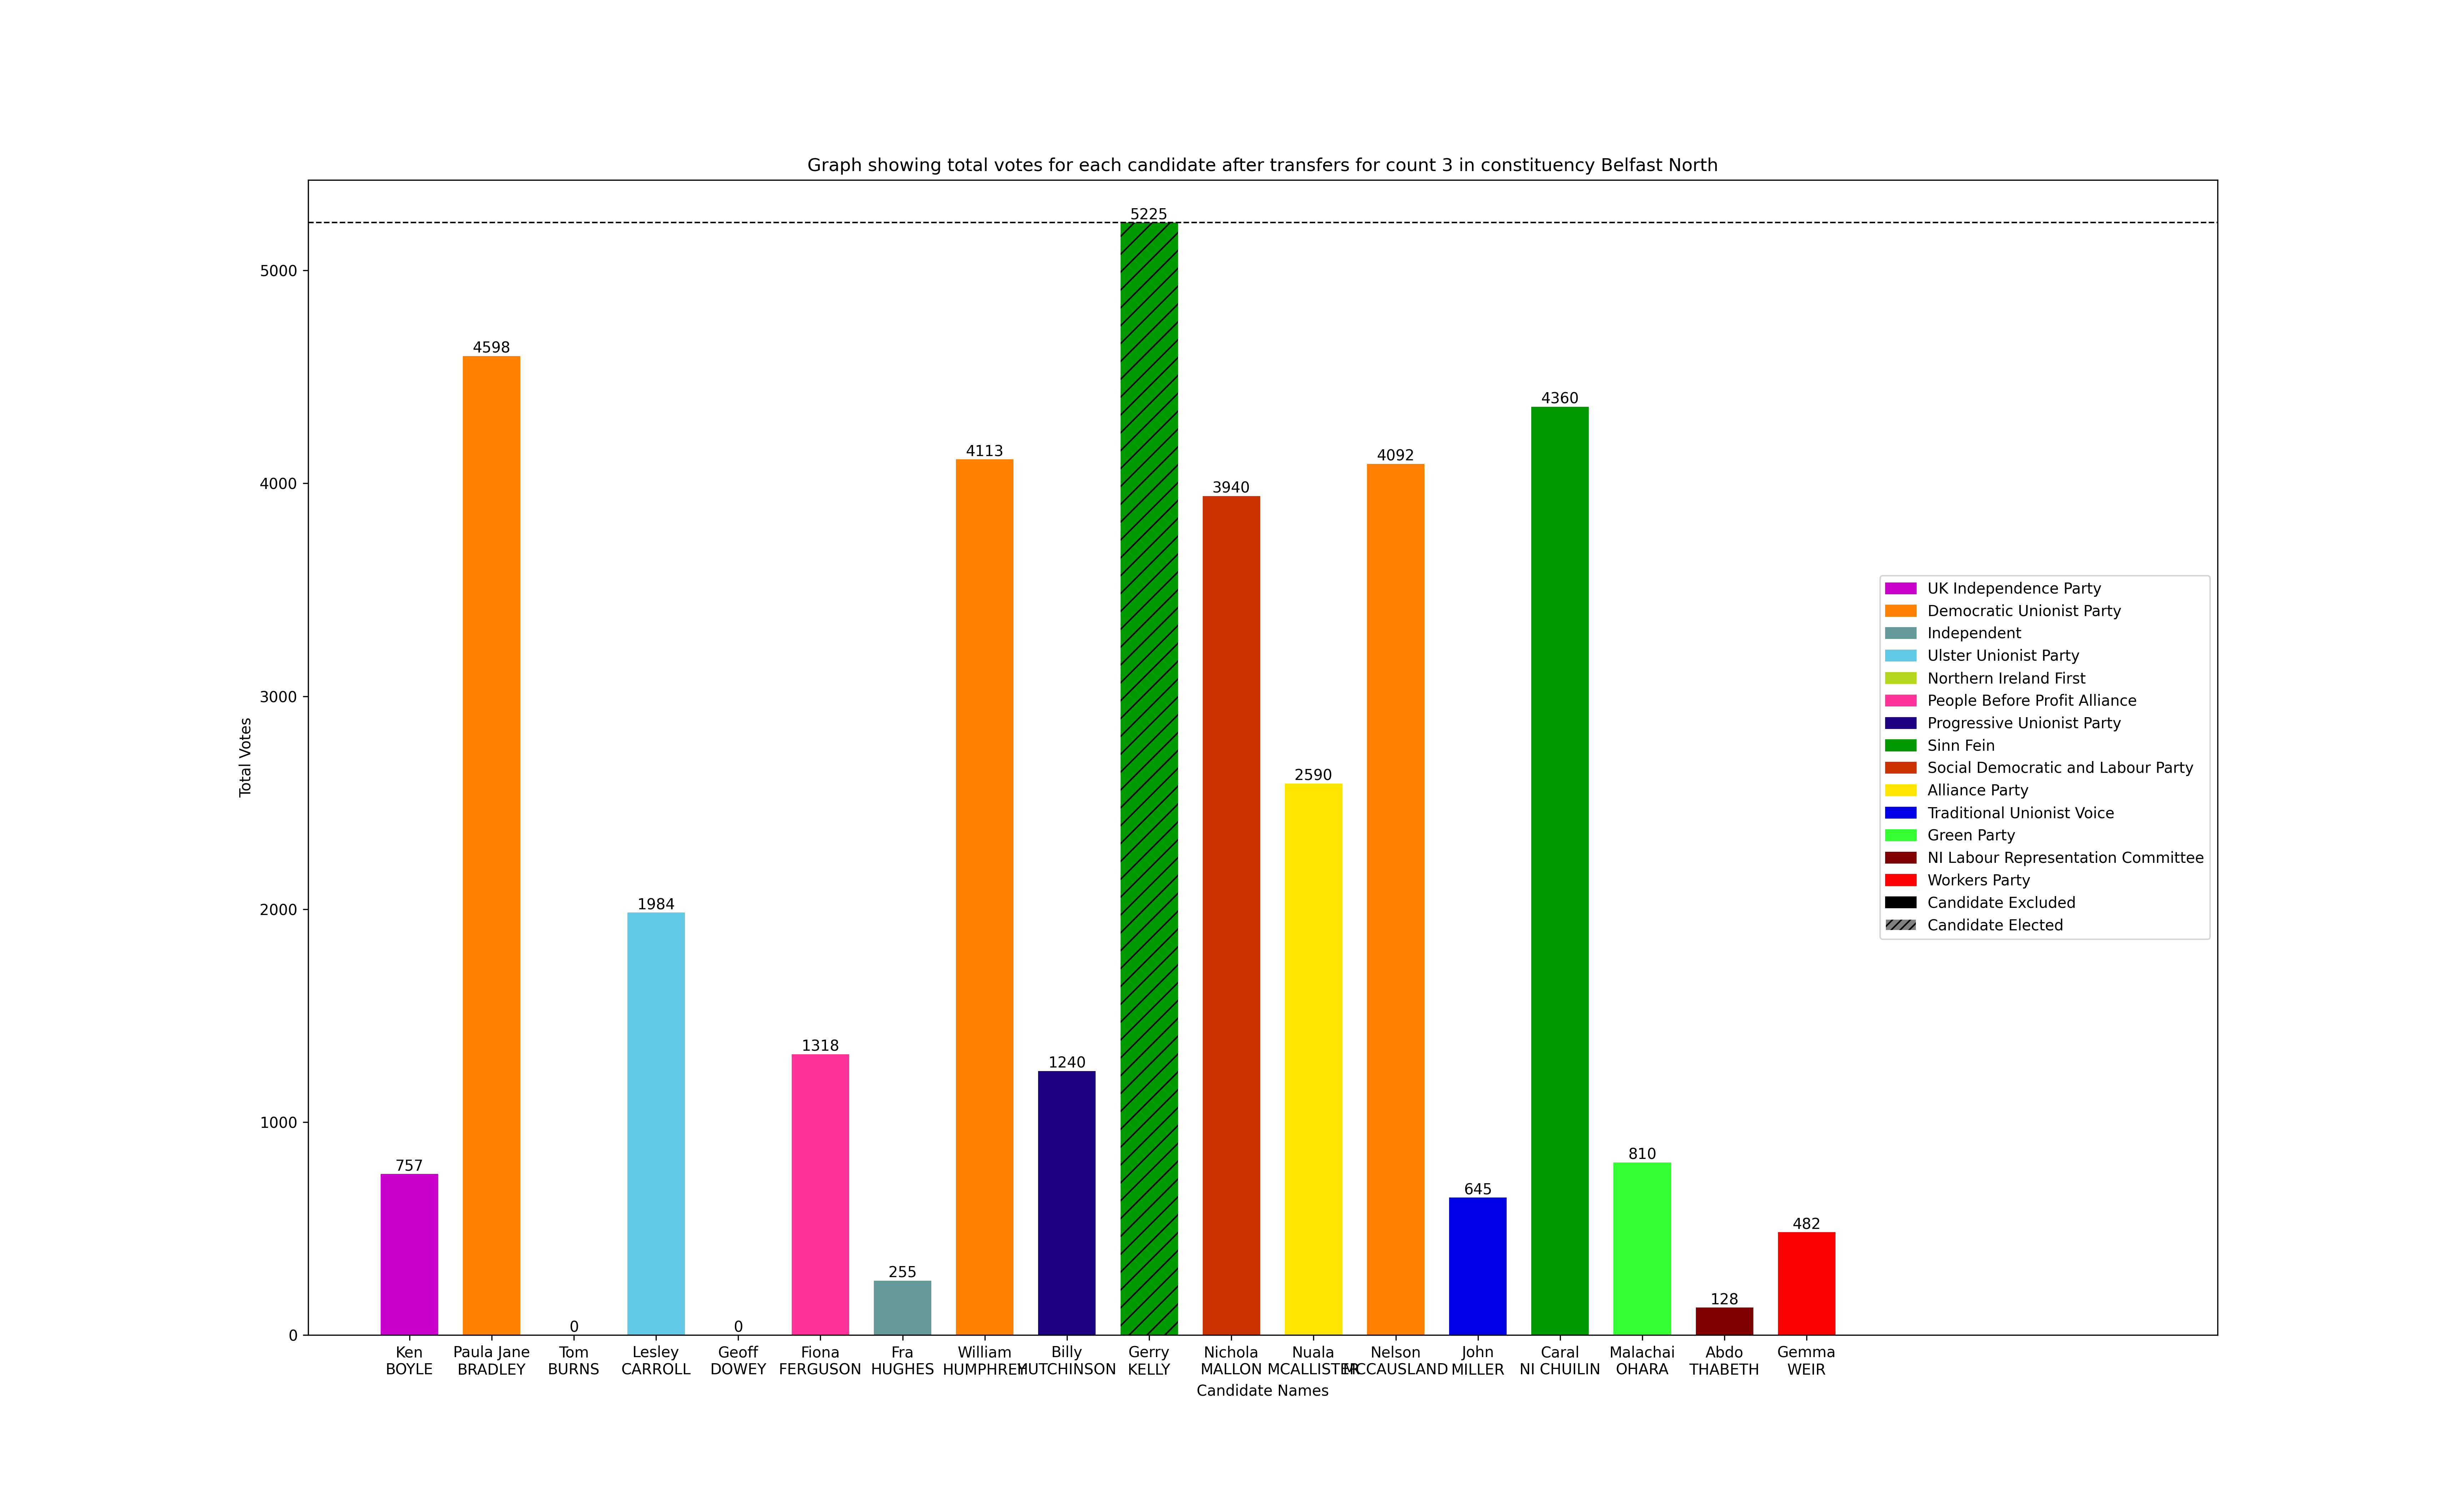 Graph showing total votes for each candidate after transfers for count 3 in constituency Belfast North
5225
5000
4598
4360
4113
4092
4000
3940
3000
2590
2000
1984
1318
1240
1000
810
757
645
482
255
128
0
0
0
Total Votes
UK Independence Party
Democratic Unionist Party
Independent
Ulster Unionist Party
Northern Ireland First
People Before Profit Alliance
Progressive Unionist Party
Sinn Fein
Social Democratic and Labour Party
Alliance Party
Traditional Unionist Voice
Green Party
NI Labour Representation Committee
Workers Party
Candidate Excluded
Candidate Elected
Ken
BOYLE
Paula Jane
BRADLEY
Tom
BURNS
Lesley
CARROLL
Geoff
DOWEY
Fiona
FERGUSON
Fra
HUGHES
William
HUMPHREY
Billy
HUTCHINSON
Gerry
KELLY
Nichola
MALLON
Nuala
MCALLISTER
Nelson
MCCAUSLAND
John
MILLER
Caral
NI CHUILIN
Malachai
OHARA
Abdo
THABETH
Gemma
WEIR
Candidate Names